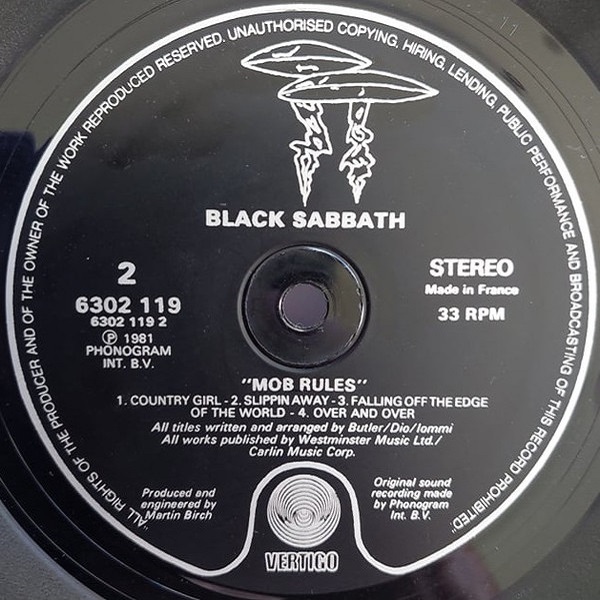 "ALL RIGHTS OF THE PRODUCER AND OF THE OWNER OF THE WORK REPRODUCED RESERVED. UNAUTHORISED COPYING, HIRING, LENDING, PUBLIC PERFORMANCE AND BROADCASTING OF THIS RECORD PROHIBITED"
BLACK SABBATH
2
6302 119
6302 119 2
Ⓟ 1981
PHONOGRAM
INT. B.V.
STEREO
Made in France
33 RPM
"MOB RULES"
1. COUNTRY GIRL - 2. SLIPPIN AWAY - 3. FALLING OFF THE EDGE
OF THE WORLD - 4. OVER AND OVER
All titles written and arranged by Butler/Dio/Iommi
All works published by Westminster Music Ltd./
Carlin Music Corp.
Produced and
engineered by
Martin Birch
Original sound
recording made
by Phonogram
Int. B.V.
VERTIGO